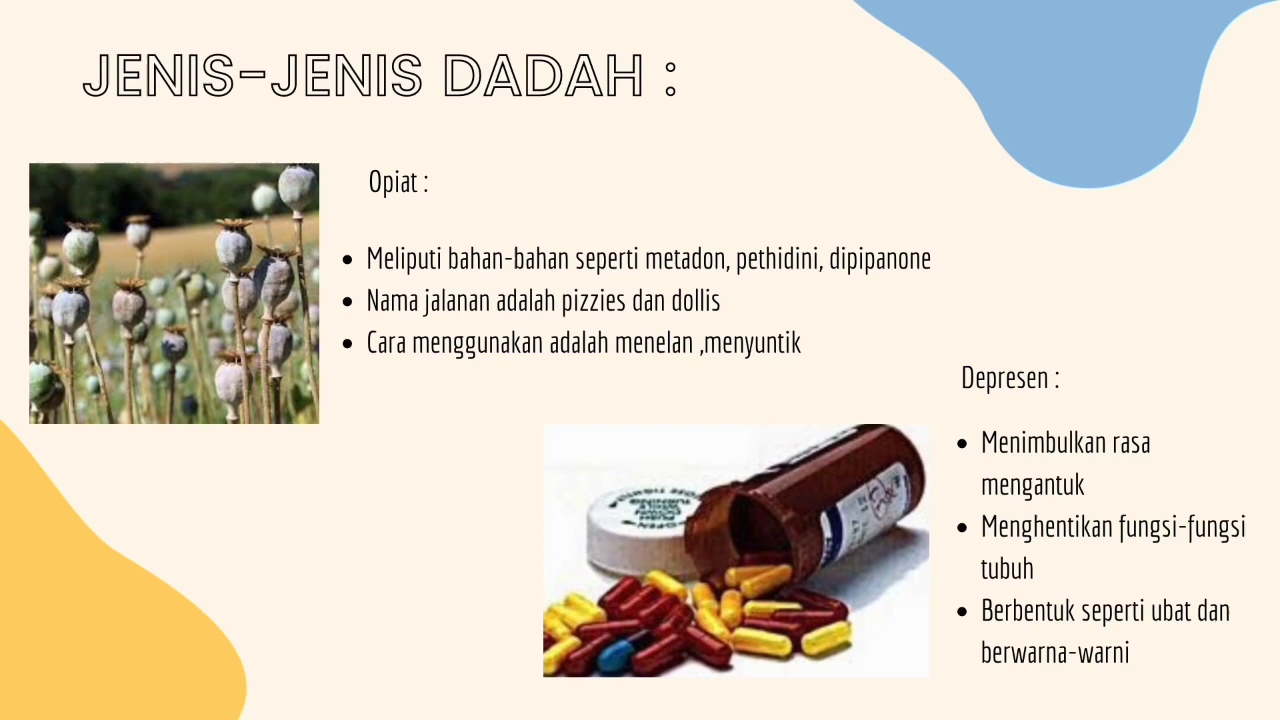 JENIS-JENIS DADAH :
Opiat :
• Meliputi bahan-bahan seperti metadon, pethidini, dipipanone
• Nama jalanan adalah pizzies dan dollis
• Cara menggunakan adalah menelan ,menyuntik
Depresen :
• Menimbulkan rasa
mengantuk
• Menghentikan fungsi-fungsi
tubuh
• Berbentuk seperti ubat dan
berwarna-warni